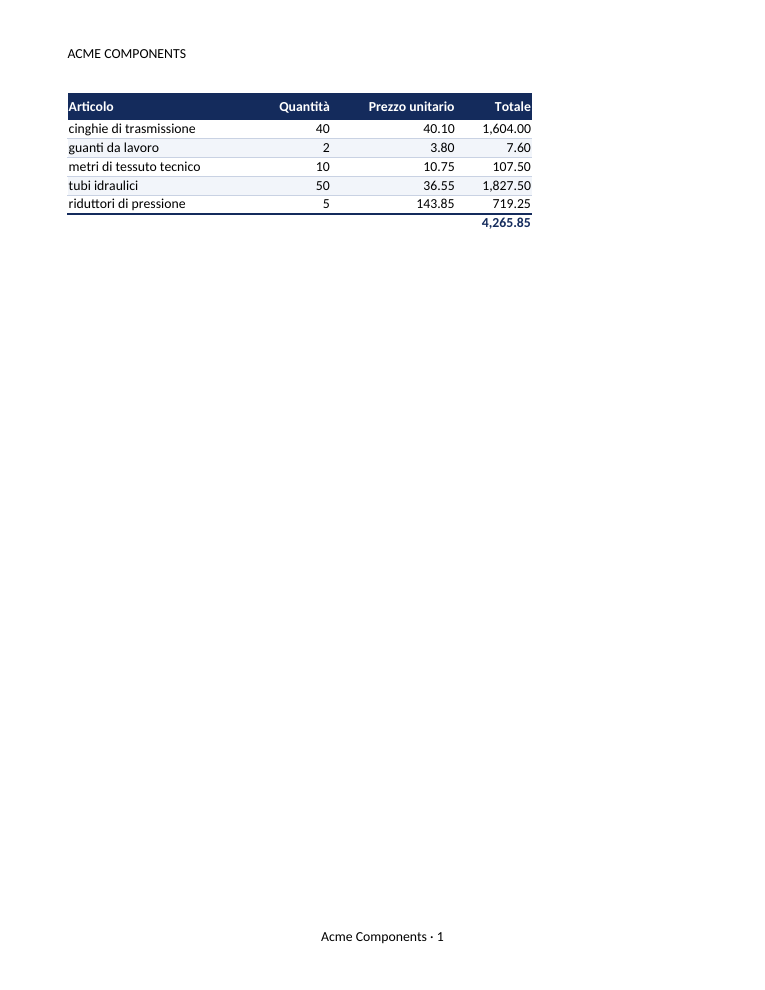 ACME COMPONENTS
Articolo Quantità Prezzo unitario Totale
cinghie di trasmissione 40 40.10 1,604.00
guanti da lavoro 2 3.80 7.60
metri di tessuto tecnico 10 10.75 107.50
tubi idraulici 50 36.55 1,827.50
riduttori di pressione 5 143.85 719.25
4,265.85
Acme Components · 1